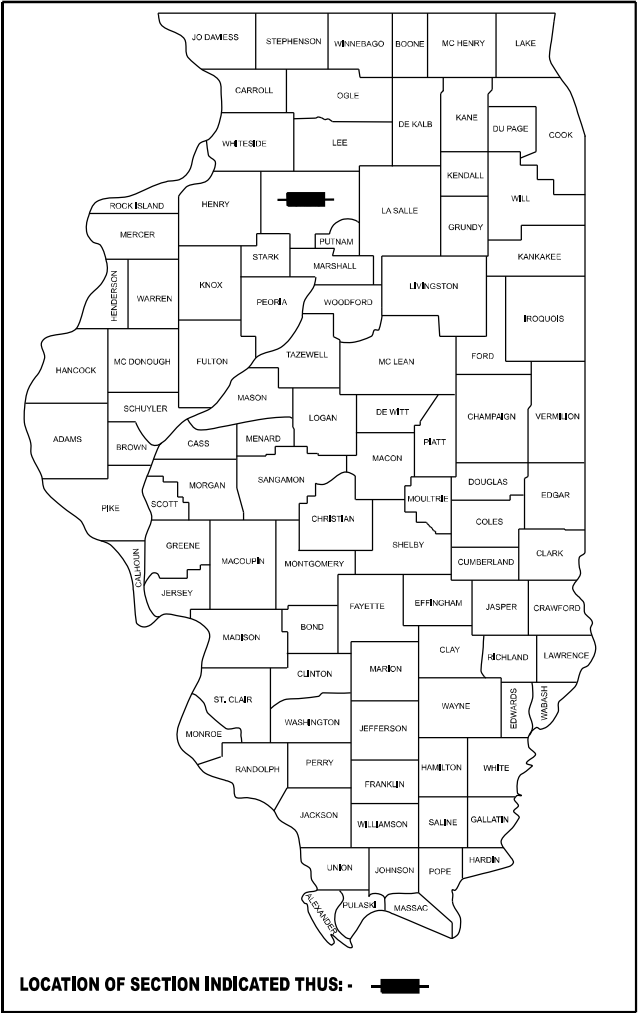 JO DAVIESS
STEPHENSON
WINNEBAGO
BOONE
MC HENRY
LAKE
CARROLL
OGLE
DE KALB
KANE
DU PAGE
COOK
WHITESIDE
LEE
KENDALL
WILL
ROCK ISLAND
HENRY
LA SALLE
GRUNDY
MERCER
PUTNAM
STARK
MARSHALL
KANKAKEE
HENDERSON
WARREN
KNOX
PEORIA
WOODFORD
LIVINGSTON
IROQUOIS
HANCOCK
MC DONOUGH
FULTON
TAZEWELL
MC LEAN
FORD
MASON
SCHUYLER
LOGAN
DE WITT
CHAMPAIGN
VERMILION
ADAMS
BROWN
CASS
MENARD
PIATT
MACON
MORGAN
SANGAMON
DOUGLAS
EDGAR
PIKE
SCOTT
MOULTRIE
CHRISTIAN
COLES
GREENE
MACOUPIN
MONTGOMERY
SHELBY
CUMBERLAND
CLARK
CALHOUN
JERSEY
FAYETTE
EFFINGHAM
JASPER
CRAWFORD
MADISON
BOND
CLAY
RICHLAND
LAWRENCE
CLINTON
MARION
ST. CLAIR
WAYNE
EDWARDS
WABASH
WASHINGTON
JEFFERSON
MONROE
RANDOLPH
PERRY
HAMILTON
WHITE
FRANKLIN
JACKSON
WILLIAMSON
SALINE
GALLATIN
UNION
JOHNSON
POPE
HARDIN
ALEXANDER
PULASKI
MASSAC
LOCATION OF SECTION INDICATED THUS: -